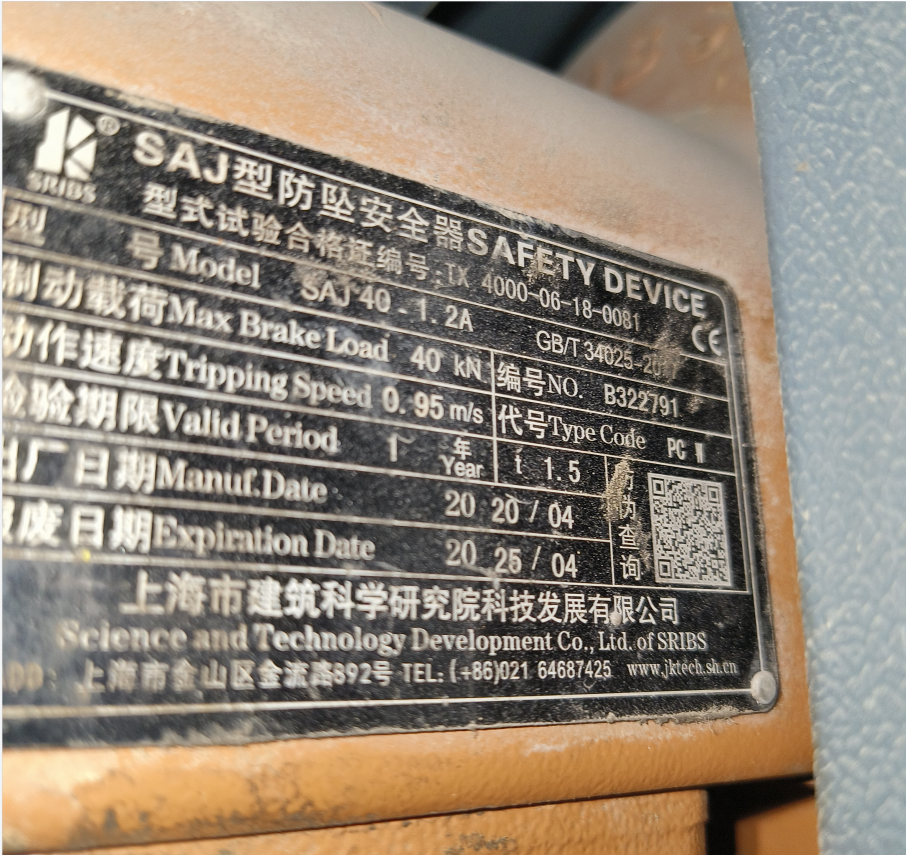 SRIBS ®
SAJ型防坠安全器SAFETY DEVICE
型式试验合格证编号:TX 4000-06-18-0081
CE
型 号Model SAJ 40 - 1.2A
GB/T 34025-
制动载荷Max Brake Load 40 kN
编号NO. B322791
动作速度Tripping Speed 0.95 m/s
代号Type Code PC
检验期限Valid Period 1 年 Year
t 1.5
出厂日期Manuf.Date 20 20 / 04
报废日期Expiration Date 20 25 / 04
伪查询
上海市建筑科学研究院科技发展有限公司
Science and Technology Development Co., Ltd. of SRIBS
上海市金山区金流路892号 TEL: (+86)021 64687425 www.jktech.sh.cn